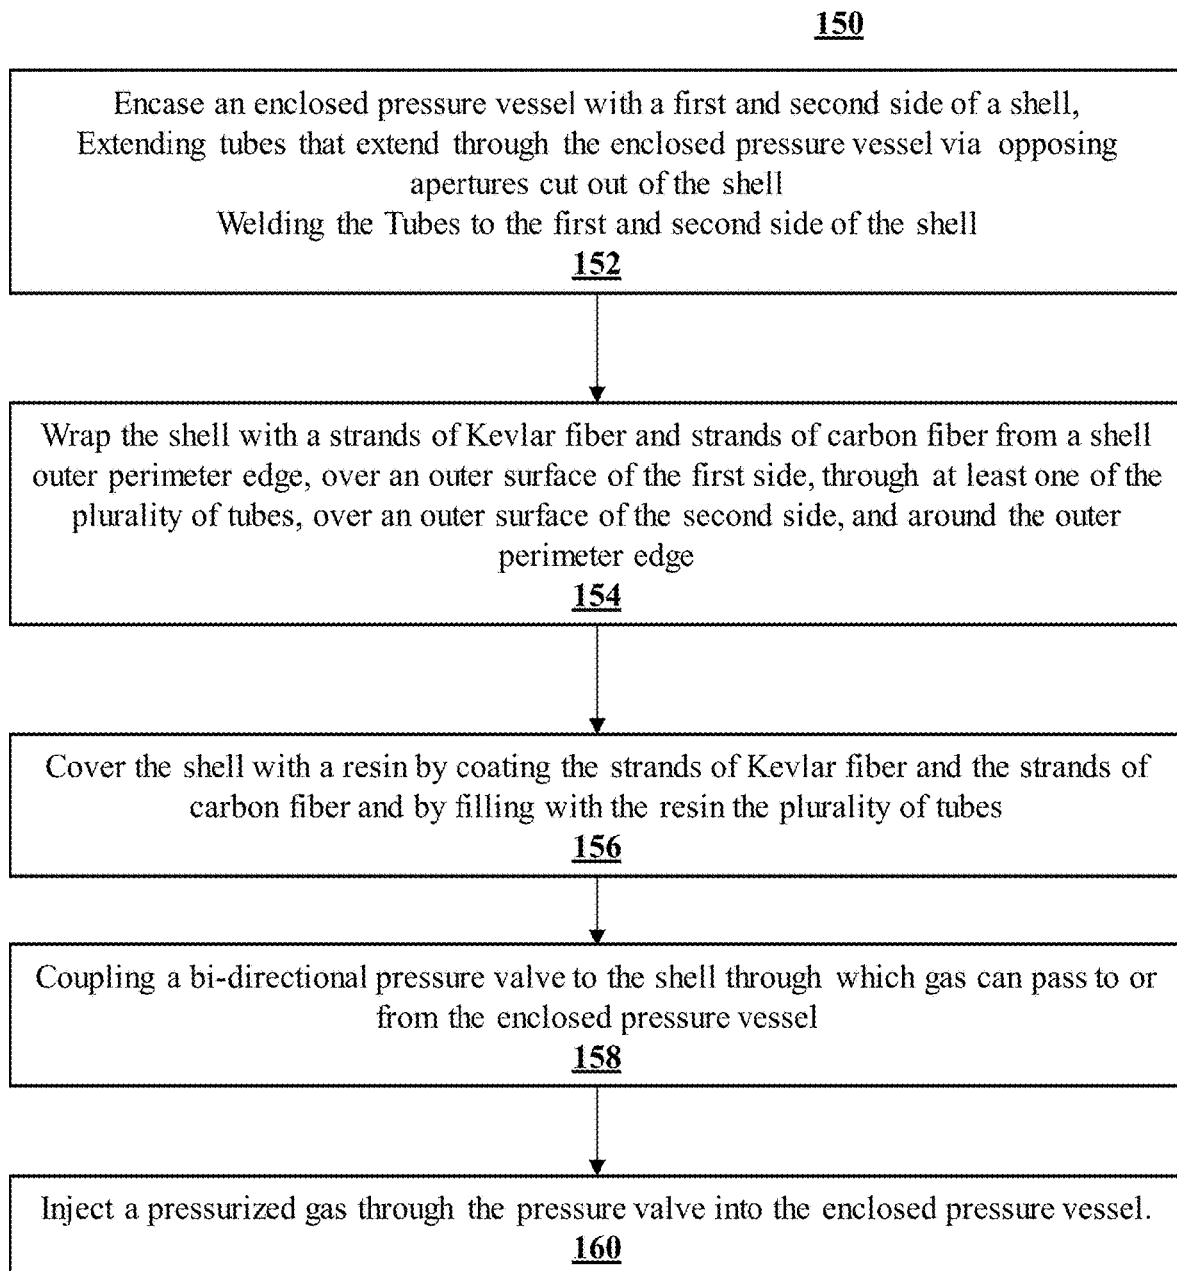 150
Encase an enclosed pressure vessel with a first and second side of a shell,
Extending tubes that extend through the enclosed pressure vessel via opposing
apertures cut out of the shell
Welding the Tubes to the first and second side of the shell
152
Wrap the shell with a strands of Kevlar fiber and strands of carbon fiber from a shell
outer perimeter edge, over an outer surface of the first side, through at least one of the
plurality of tubes, over an outer surface of the second side, and around the outer
perimeter edge
154
Cover the shell with a resin by coating the strands of Kevlar fiber and the strands of
carbon fiber and by filling with the resin the plurality of tubes
156
Coupling a bi-directional pressure valve to the shell through which gas can pass to or
from the enclosed pressure vessel
158
Inject a pressurized gas through the pressure valve into the enclosed pressure vessel.
160